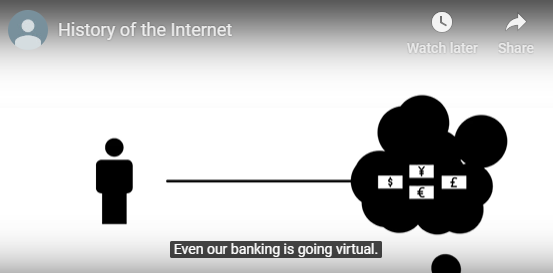 History of the Internet
Watch later
Share
¥
$
£
€
Even our banking is going virtual.